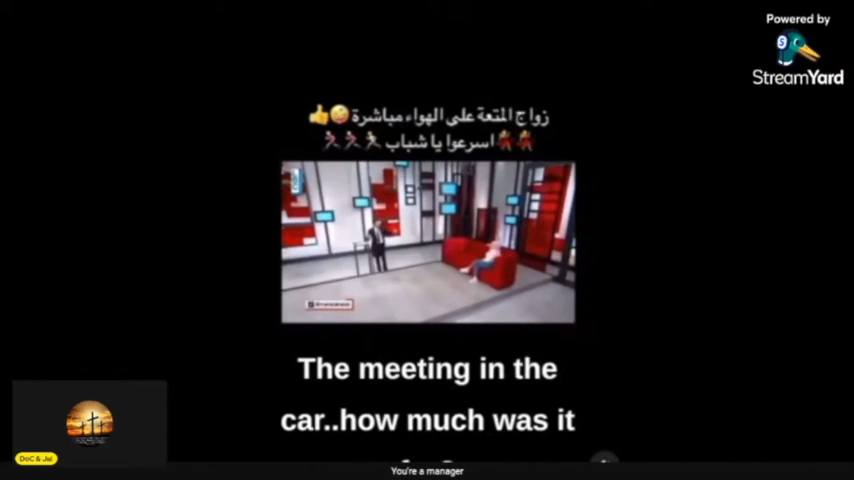 Powered by
StreamYard
زواج المتعة على الهواء مباشرة
اسرعوا يا شباب
The meeting in the
car..how much was it
DoC & Jal
You're a manager